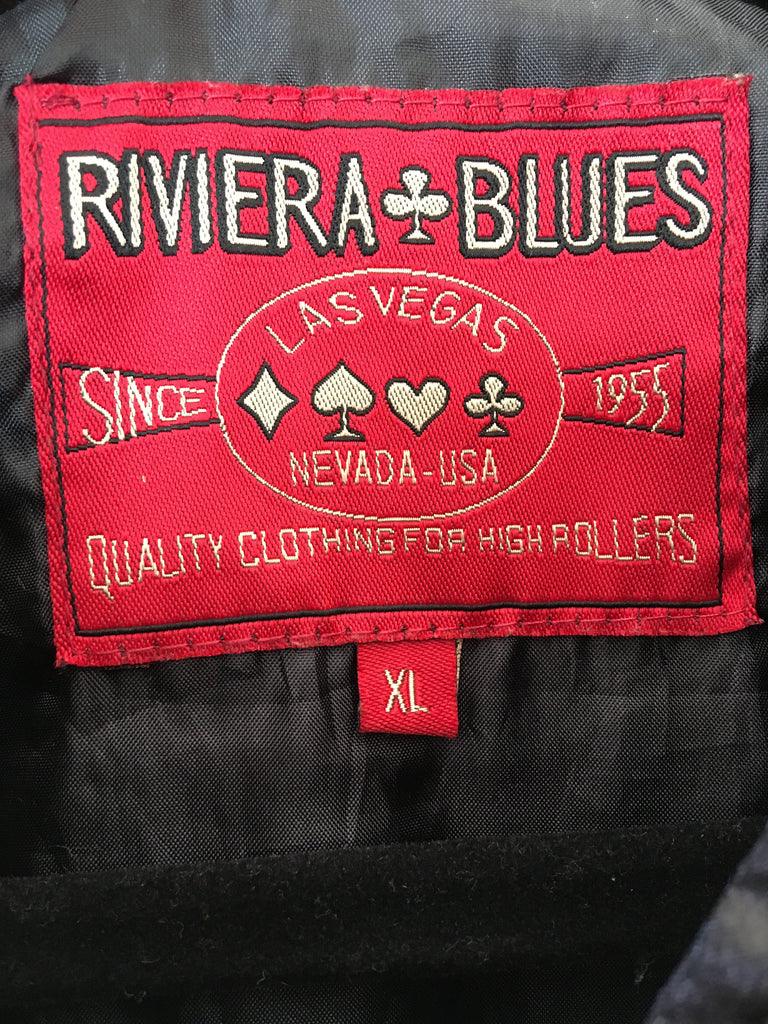 RIVIERA BLUES
LAS VEGAS
SINCE 1955
NEVADA-USA
QUALITY CLOTHING FOR HIGH ROLLERS
XL